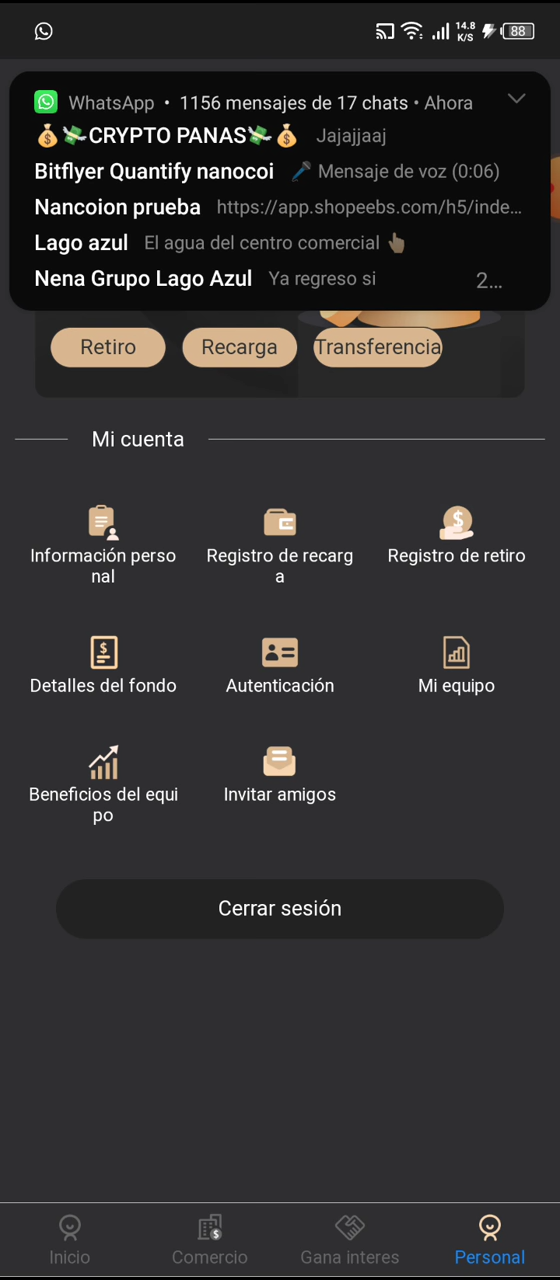 14.8
K/S
88
WhatsApp • 1156 mensajes de 17 chats • Ahora
💰💸CRYPTO PANAS💸💰 Jajajjaaj
Bitflyer Quantify nanocoi 🎤 Mensaje de voz (0:06)
Nancoion prueba https://app.shopeebs.com/h5/inde...
Lago azul El agua del centro comercial 👆🏽
Nena Grupo Lago Azul Ya regreso si 2...
Retiro Recarga Transferencia
Mi cuenta
Información perso
nal
Registro de recarg
a
Registro de retiro
Detalles del fondo
Autenticación
Mi equipo
Beneficios del equi
po
Invitar amigos
Cerrar sesión
Inicio Comercio Gana interes Personal